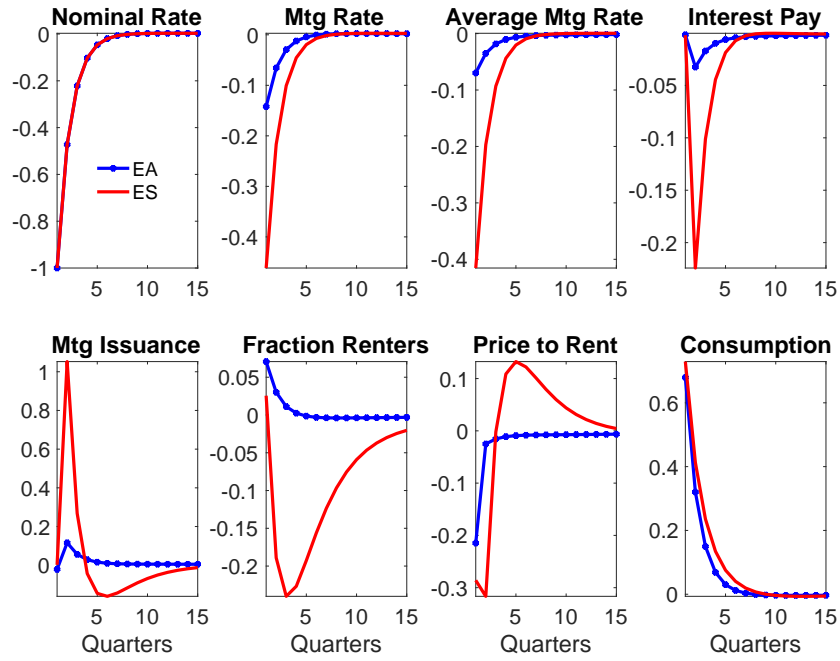 Nominal Rate
0
-0.2
-0.4
-0.6
-0.8
-1
EA
ES
5 10 15
Mtg Rate
0
-0.1
-0.2
-0.3
-0.4
5 10 15
Average Mtg Rate
0
-0.1
-0.2
-0.3
-0.4
5 10 15
Interest Pay
-0.05
-0.1
-0.15
-0.2
5 10 15
Mtg Issuance
1
0.8
0.6
0.4
0.2
0
5 10 15
Quarters
Fraction Renters
0.05
0
-0.05
-0.1
-0.15
-0.2
5 10 15
Quarters
Price to Rent
0.1
0
-0.1
-0.2
-0.3
5 10 15
Quarters
Consumption
0.6
0.4
0.2
0
5 10 15
Quarters